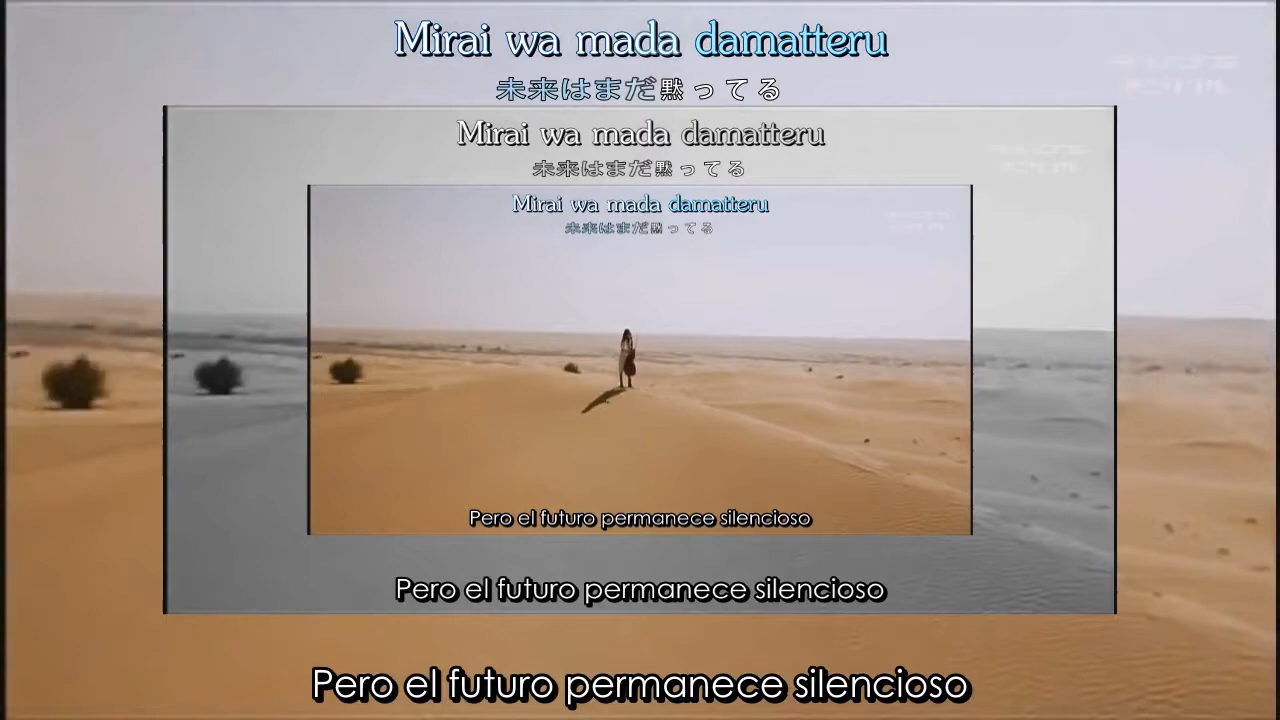 Mirai wa mada damatteru
未来はまだ黙ってる
Mirai wa mada damatteru
未来はまだ黙ってる
Mirai wa mada damatteru
未来はまだ黙ってる
Pero el futuro permanece silencioso
Pero el futuro permanece silencioso
Pero el futuro permanece silencioso